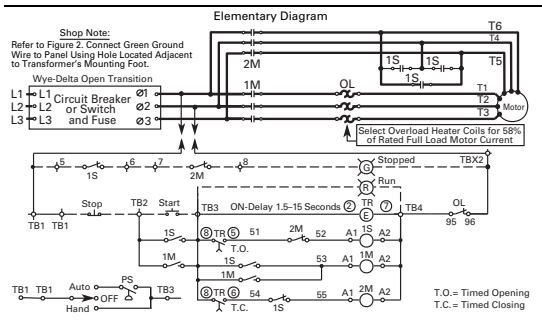 Elementary Diagram
Shop Note:
Refer to Figure 2. Connect Green Ground
Wire to Panel Using Hole Located Adjacent
to Transformer's Mounting Foot.
T6
T4
T5
2M
1S
1S
1S
Wye-Delta Open Transition
L1 L1
L2 L2
L3 L3
Circuit Breaker
or Switch
and Fuse
Ø1
Ø2
Ø3
1M
OL
T1
T2
T3
Motor
Select Overload Heater Coils for 58%
of Rated Full Load Motor Current
5
1S
6
7
2M
8
G
Stopped
TBX2
R
Run
TB1 TB1
Stop
TB2
Start
TB3
ON-Delay 1.5–15 Seconds
2
TR
E
7
TB4
OL
95 96
1S
8 TR 5
51
T.O.
2M
52
A1 1S A2
1M
1S
53
A1 1M A2
1M
8 TR 6
54
T.C.
1S
55
A1 2M A2
TB1 TB1
Auto
OFF
Hand
PS
TB3
T.O.= Timed Opening
T.C.= Timed Closing